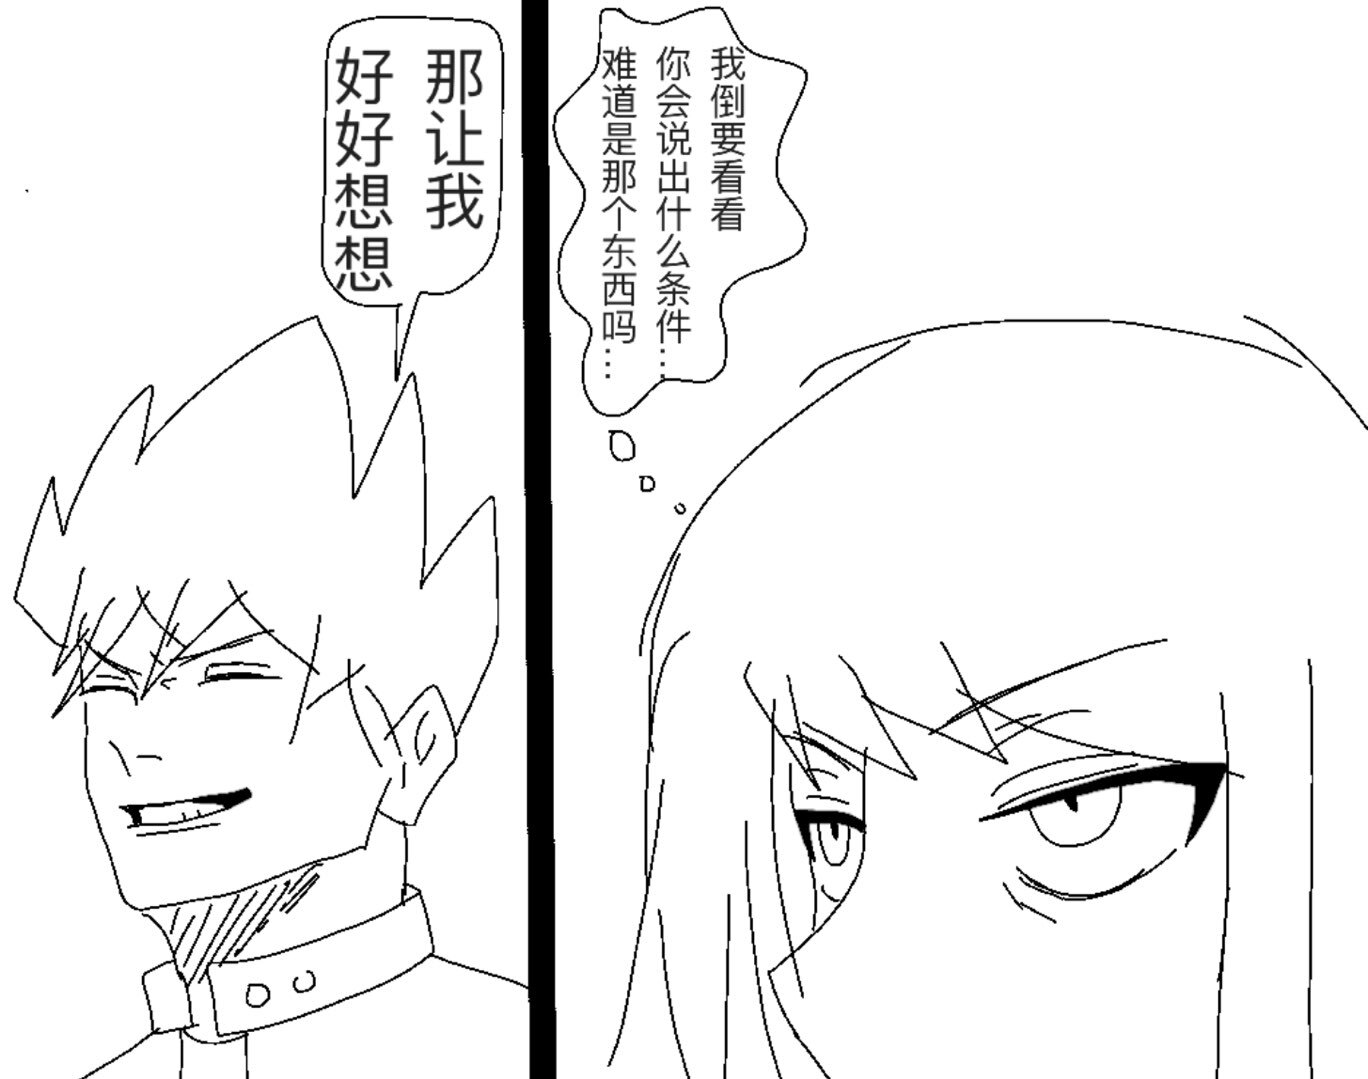 那让我
好好想想
我倒要看看
你会说出什么条件…
难道是那个东西吗…